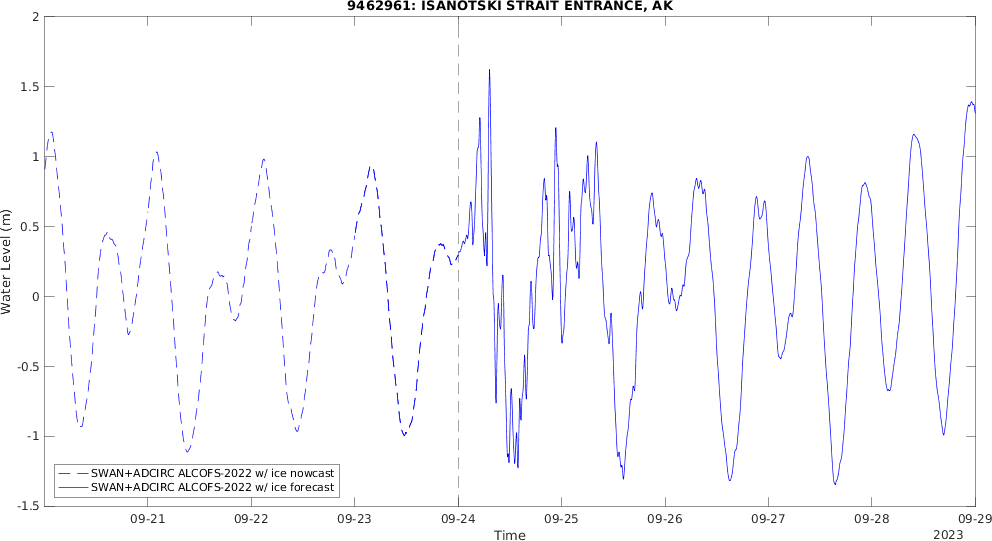 9462961: ISANOTSKI STRAIT ENTRANCE, AK
2
1.5
1
0.5
0
-0.5
-1
-1.5
Water Level (m)
SWAN+ADCIRC ALCOFS-2022 w/ ice nowcast
SWAN+ADCIRC ALCOFS-2022 w/ ice forecast
09-21 09-22 09-23 09-24 09-25 09-26 09-27 09-28 09-29
Time
2023